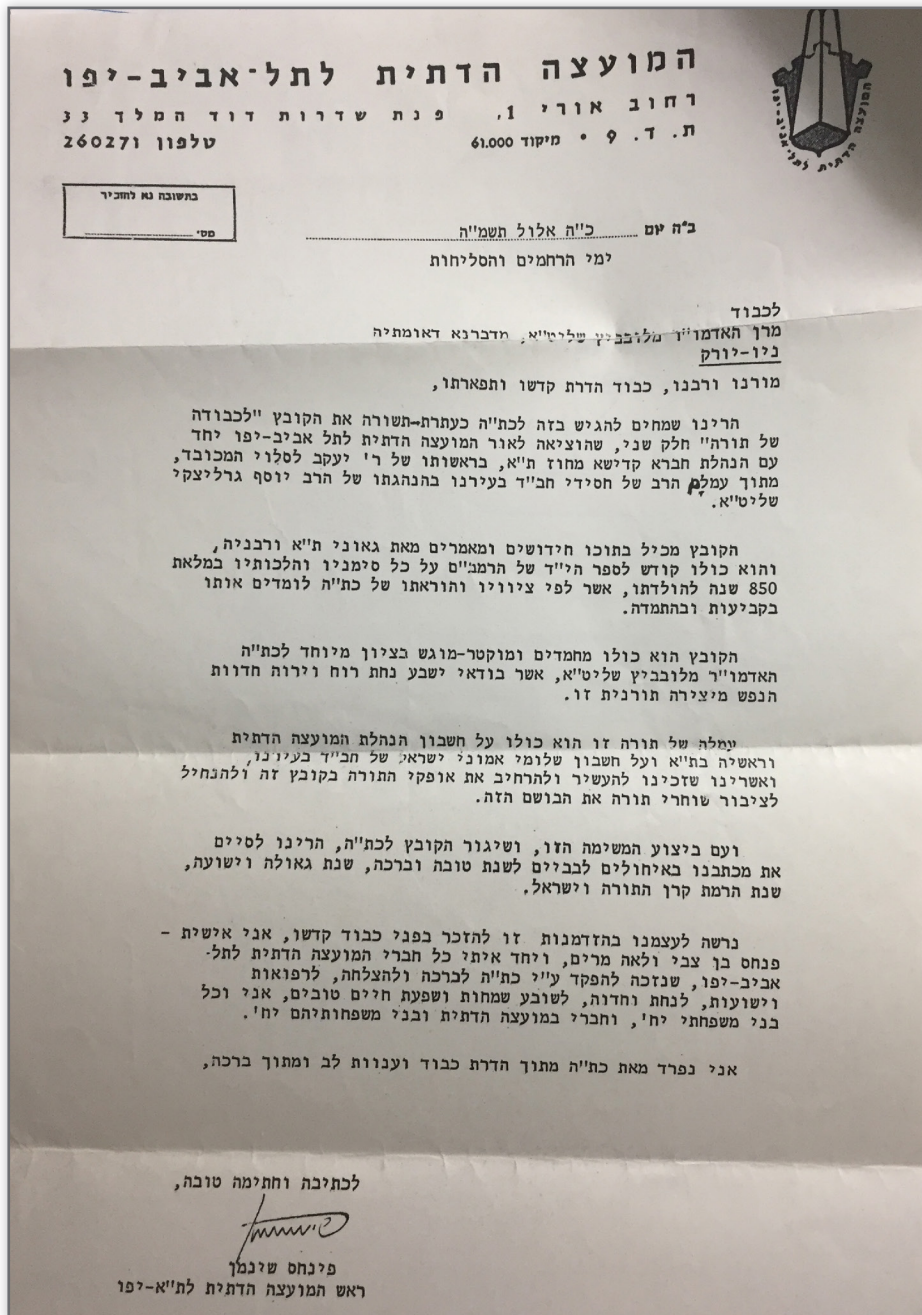 המועצה הדתית לתל-אביב-יפו
רחוב אורי 1, פנת שדרות דוד המלך 33
ת. ד. 9 • מיקוד 61.000 טלפון 260271
המועצה הדתית לתל-אביב-יפו
בתשובה נא להזכיר
מס'
ב"ה יום כ"ה אלול תשמ"ה
ימי הרחמים והסליחות
לכבוד
מרן האדמו"ר מלובביץ שליט"א, מדברנא דאומתיה
ניו-יורק
מורנו ורבנו, כבוד הדרת קדשו ותפארתו,
הרינו שמחים להגיש בזה לכת"ה כעתרת-תשורה את הקובץ "לכבודה
של תורה" חלק שני, שהוציאה לאור המועצה הדתית לתל אביב-יפו יחד
עם הנהלת חברא קדישא מחוז ת"א, בראשותו של ר' יעקב לסלוי המכובד,
מתוך עמלם הרב של חסידי חב"ד בעירנו בהנהגתו של הרב יוסף גרליצקי
שליט"א.
הקובץ מכיל בתוכו חידושים ומאמרים מאת גאוני ת"א ורבניה,
והוא כולו קודש לספר הי"ד של הרמב"ם על כל סימניו והלכותיו במלאת
850 שנה להולדתו, אשר לפי ציוויו והוראתו של כת"ה לומדים אותו
בקביעות ובהתמדה.
הקובץ הוא כולו מחמדים ומוקטר-מוגש בציון מיוחד לכת"ה
האדמו"ר מלובביץ שליט"א, אשר בודאי ישבע נחת רוח וירוה חדוות
הנפש מיצירה תורנית זו.
עמלה של תורה זו הוא כולו על חשבון הנהלת המועצה הדתית
וראשיה בת"א ועל חשבון שלומי אמוני ישראל של חב"ד בעירנו,
ואשרינו שזכינו להעשיר ולהרחיב את אופקי התורה בקובץ זה ולהנחיל
לציבור שוחרי תורה את הבושם הזה.
ועם ביצוע המשימה הזו, ושיגור הקובץ לכת"ה, הרינו לסיים
את מכתבנו באיחולים לבביים לשנת טובה וברכה, שנת גאולה וישועה,
שנת הרמת קרן התורה וישראל.
נרשה לעצמנו בהזדמנות זו להזכר בפני כבוד קדשו, אני אישית -
פנחס בן צבי ולאה מרים, ויחד איתי כל חברי המועצה הדתית לתל-
אביב-יפו, שנזכה להפקד ע"י כת"ה לברכה ולהצלחה, לרפואות
וישועות, לנחת וחדוה, לשובע שמחות ושפעת חיים טובים, אני וכל
בני משפחתי יח', וחברי במועצה הדתית ובני משפחותיהם יח'.
אני נפרד מאת כת"ה מתוך הדרת כבוד וענוות לב ומתוך ברכה,
לכתיבה וחתימה טובה,
פינחס שינמן
ראש המועצה הדתית לת"א-יפו